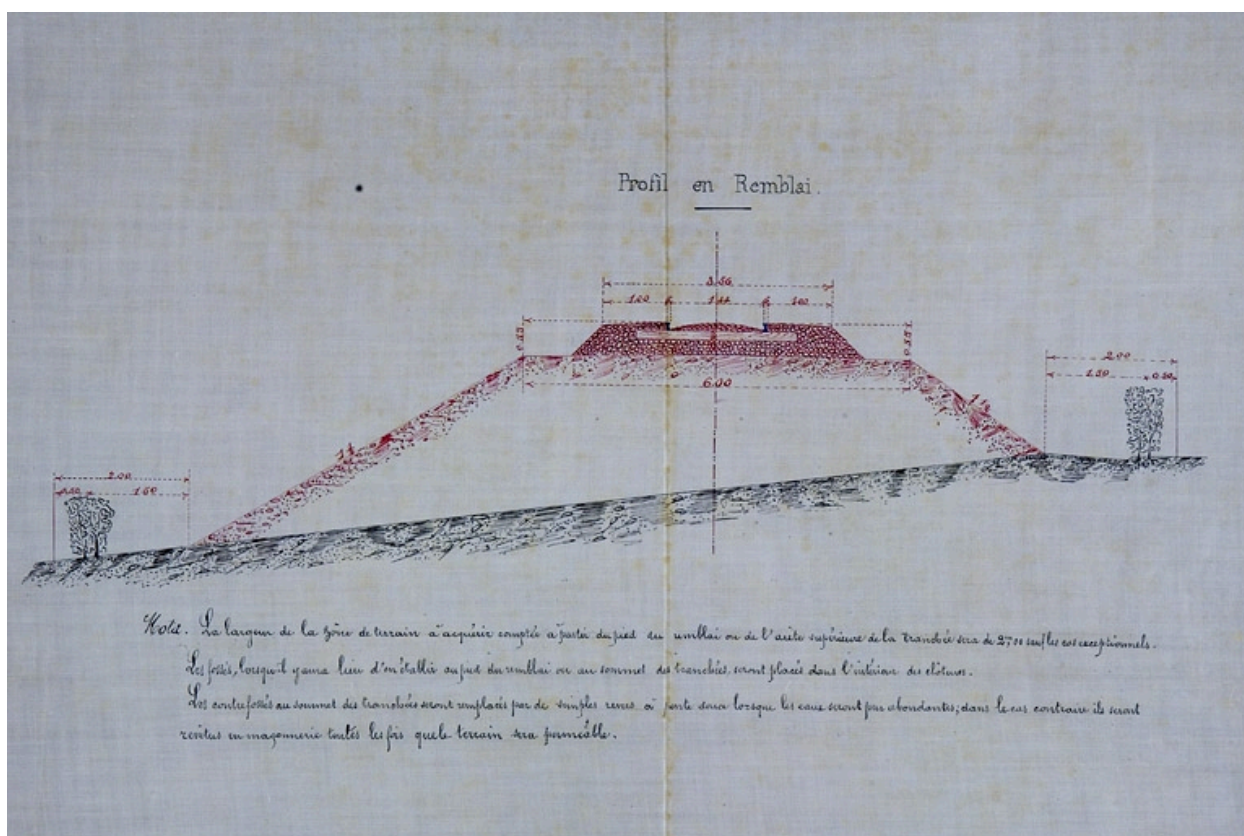 Profil en Remblai.
3.56
1.20 1.44 1.00
0.55 0.55
6.00
2.00
1.50 0.50
2.00
0.50 1.50
Nota. La largeur de la zône de terrain à acquérir comptée à partir du pied du remblai ou de l'arête supérieure de la tranchée sera de 2m00 sauf les cas exceptionnels.
Les fossés, lorsqu'il y aura lieu d'en établir au pied du remblai ou au sommet des tranchées, seront placés dans l'intérieur des clôtures.
Les contrefossés au sommet des tranchées seront remplacés par de simples revers à pente douce lorsque les eaux seront peu abondantes; dans le cas contraire ils seront
revêtus en maçonnerie toutes les fois que le terrain sera perméable.